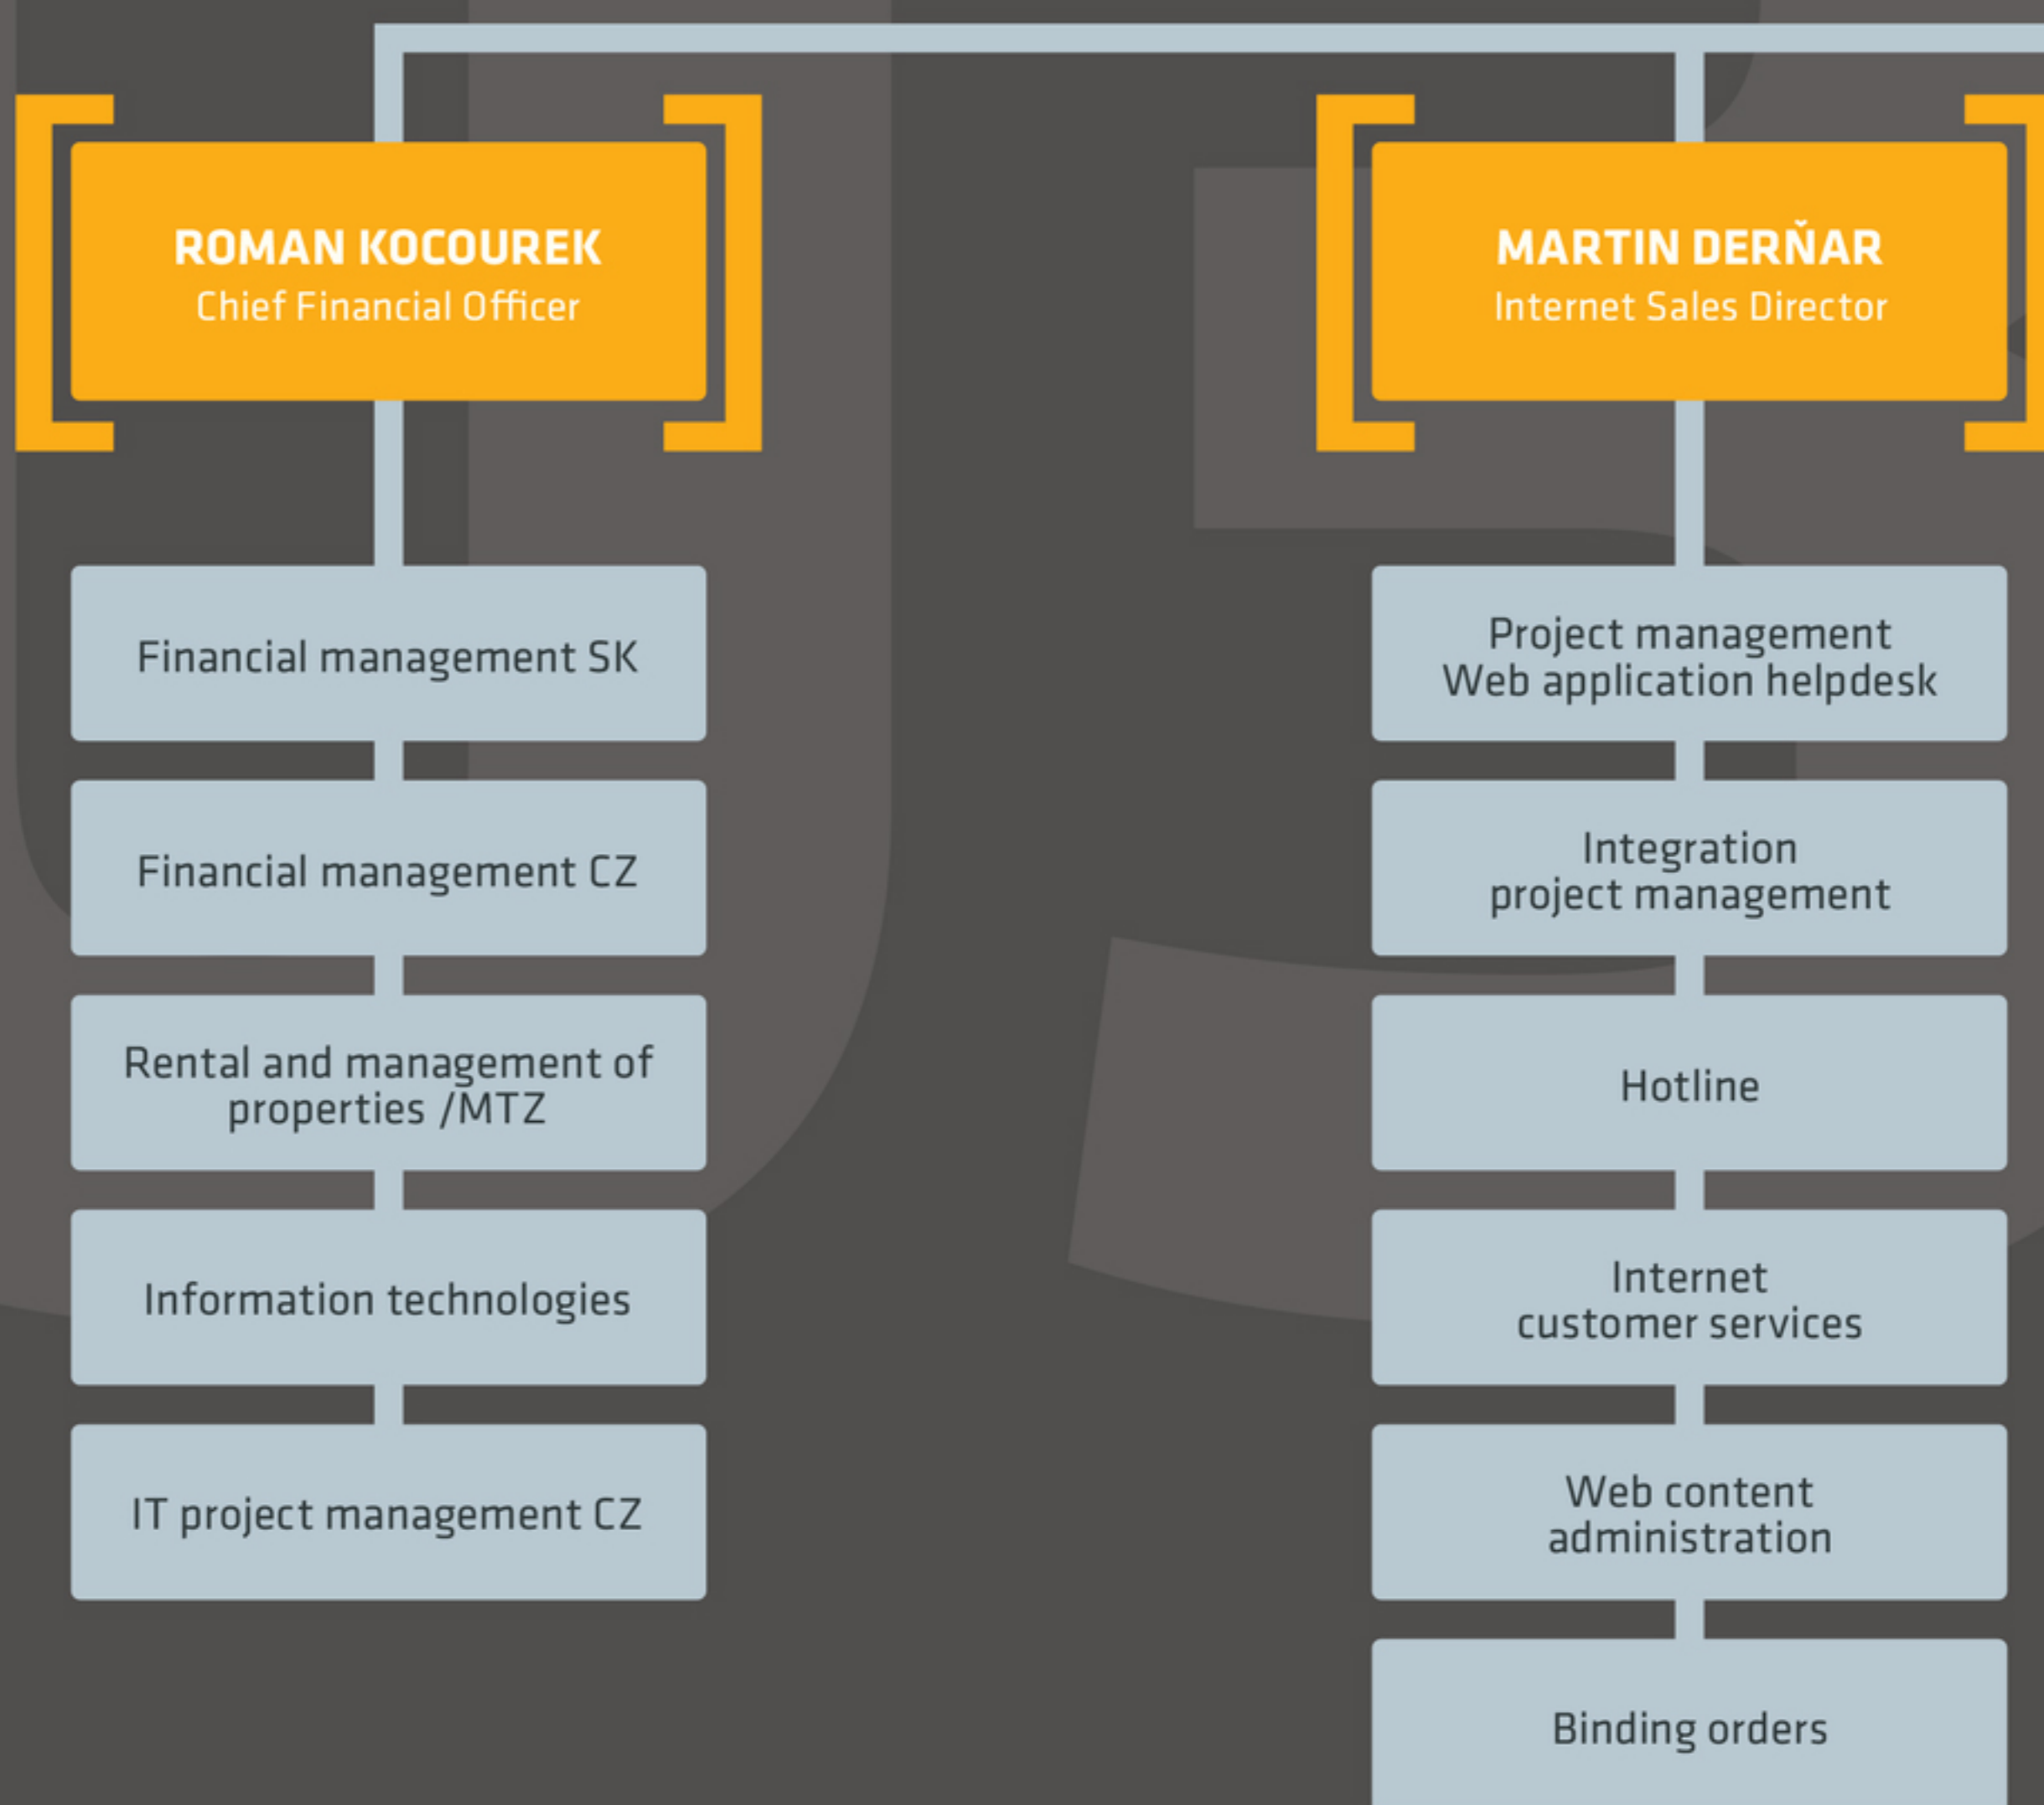 ROMAN KOCOUREK
Chief Financial Officer
Financial management SK
Financial management CZ
Rental and management of
properties /MTZ
Information technologies
IT project management CZ
MARTIN DERŇAR
Internet Sales Director
Project management
Web application helpdesk
Integration
project management
Hotline
Internet
customer services
Web content
administration
Binding orders